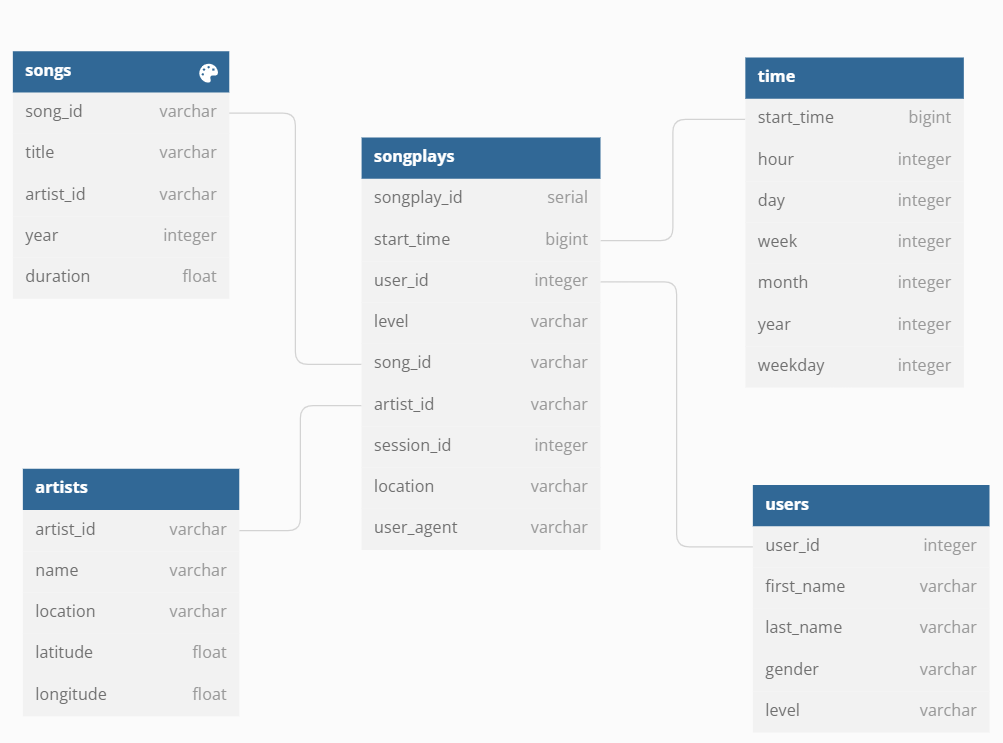 songs
song_id varchar
title varchar
artist_id varchar
year integer
duration float
songplays
songplay_id serial
start_time bigint
user_id integer
level varchar
song_id varchar
artist_id varchar
session_id integer
location varchar
user_agent varchar
time
start_time bigint
hour integer
day integer
week integer
month integer
year integer
weekday integer
artists
artist_id varchar
name varchar
location varchar
latitude float
longitude float
users
user_id integer
first_name varchar
last_name varchar
gender varchar
level varchar